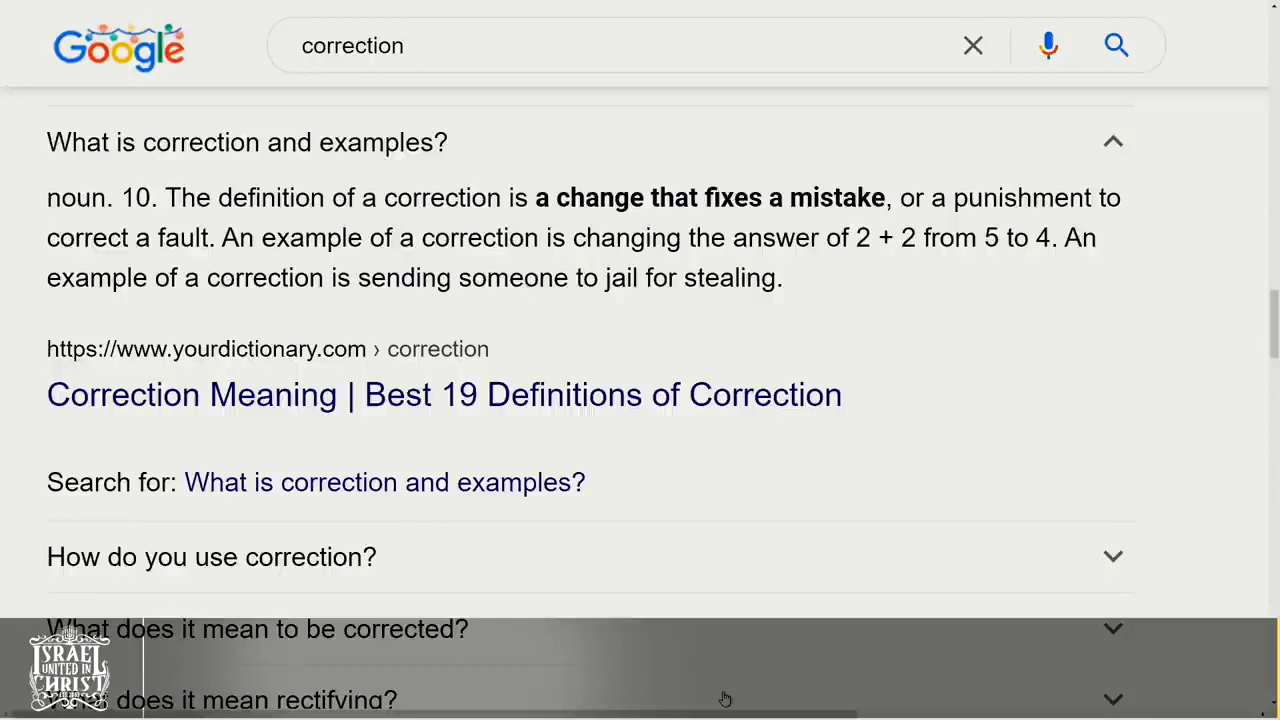 Google
correction
What is correction and examples?
noun. 10. The definition of a correction is a change that fixes a mistake, or a punishment to
correct a fault. An example of a correction is changing the answer of 2 + 2 from 5 to 4. An
example of a correction is sending someone to jail for stealing.
https://www.yourdictionary.com › correction
Correction Meaning | Best 19 Definitions of Correction
Search for: What is correction and examples?
How do you use correction?
What does it mean to be corrected?
What does it mean rectifying?
ISRAEL
UNITED IN
CHRIST